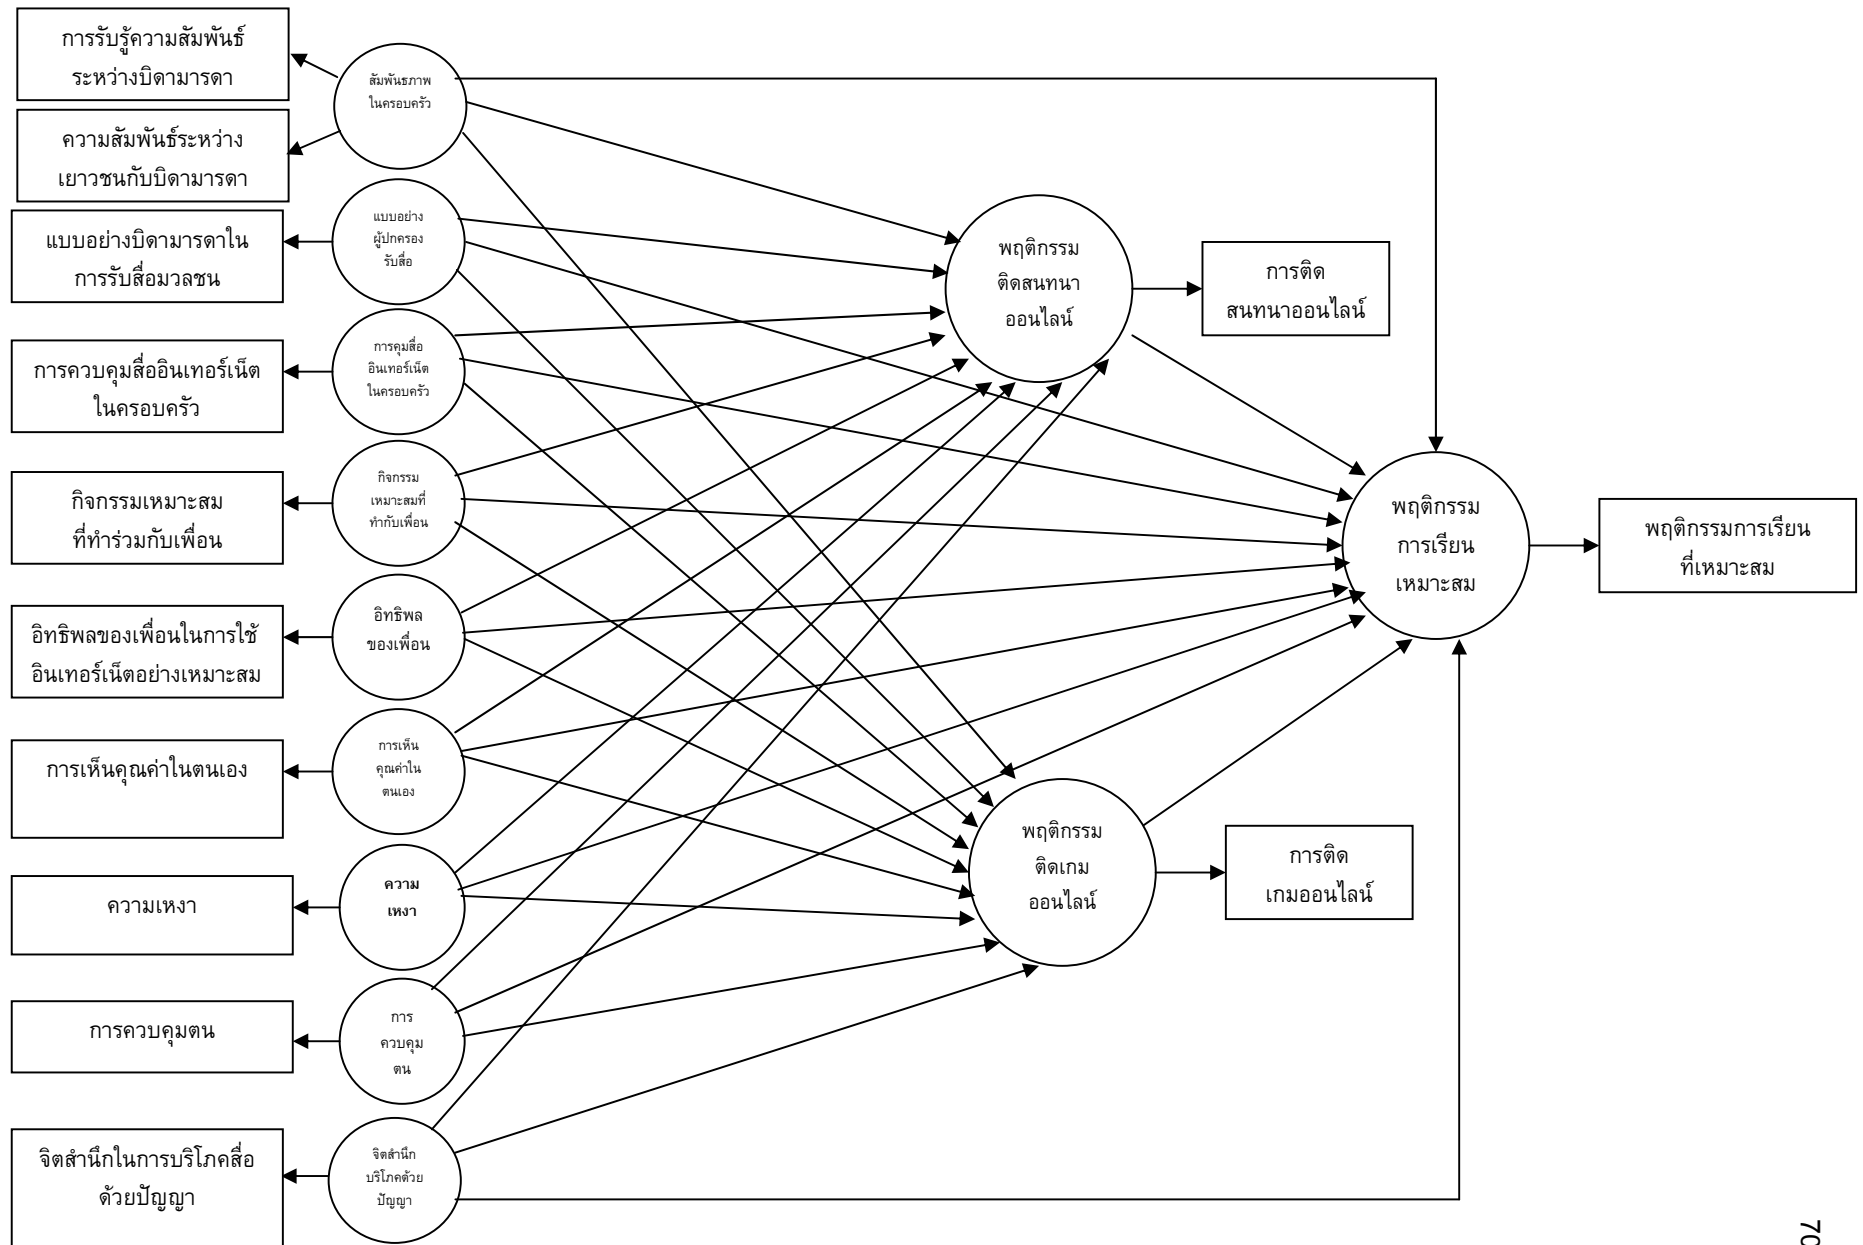 การรับรู้ความสัมพันธ์
ระหว่างบิดามารดา
ความสัมพันธ์ระหว่าง
เยาวชนกับบิดามารดา
แบบอย่างบิดามารดาใน
การรับสื่อมวลชน
การควบคุมสื่ออินเทอร์เน็ต
ในครอบครัว
กิจกรรมเหมาะสม
ที่ทำร่วมกับเพื่อน
อิทธิพลของเพื่อนในการใช้
อินเทอร์เน็ตอย่างเหมาะสม
การเห็นคุณค่าในตนเอง
ความเหงา
การควบคุมตน
จิตสำนึกในการบริโภคสื่อ
ด้วยปัญญา
สัมพันธภาพ
ในครอบครัว
แบบอย่าง
ผู้ปกครอง
รับสื่อ
การคุมสื่อ
อินเทอร์เน็ต
ในครอบครัว
กิจกรรม
เหมาะสมที่
ทำกับเพื่อน
อิทธิพล
ของเพื่อน
การเห็น
คุณค่าใน
ตนเอง
ความ
เหงา
การ
ควบคุม
ตน
จิตสำนึก
บริโภคด้วย
ปัญญา
พฤติกรรม
ติดสนทนา
ออนไลน์
การติด
สนทนาออนไลน์
พฤติกรรม
ติดเกม
ออนไลน์
การติด
เกมออนไลน์
พฤติกรรม
การเรียน
เหมาะสม
พฤติกรรมการเรียน
ที่เหมาะสม
70